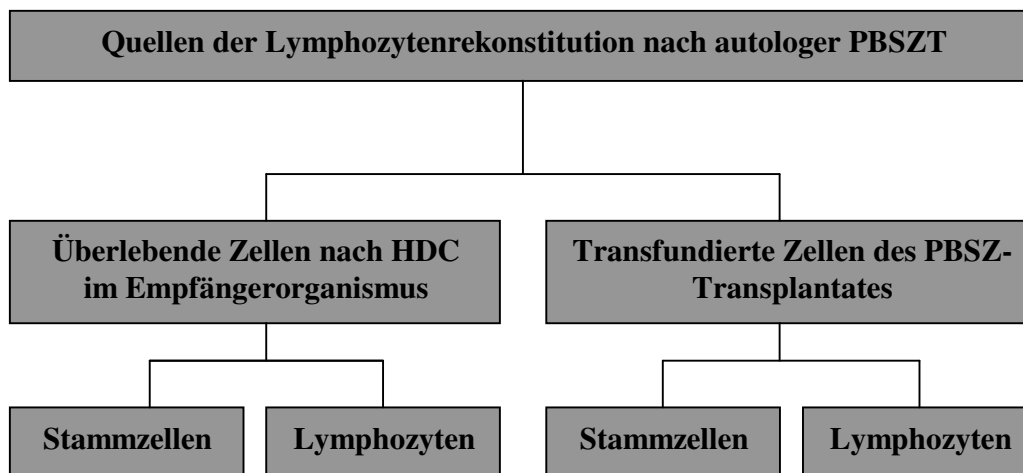 Quellen der Lymphozytenrekonstitution nach autologer PBSZT
Überlebende Zellen nach HDC
im Empfängerorganismus
Transfundierte Zellen des PBSZ-
Transplantates
Stammzellen
Lymphozyten
Stammzellen
Lymphozyten